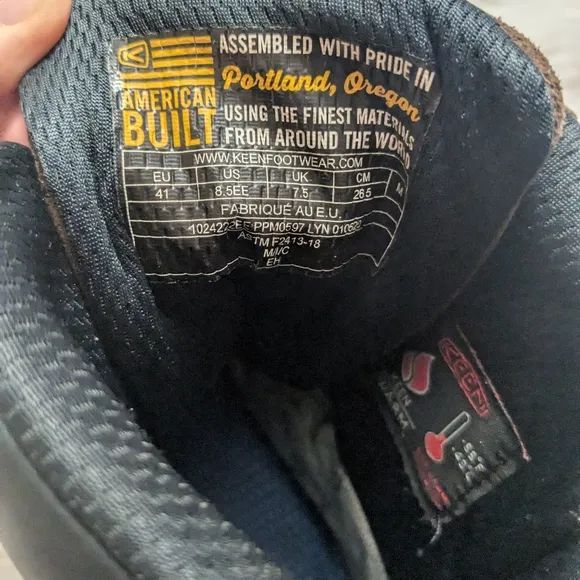 ASSEMBLED WITH PRIDE IN
Portland, Oregon
AMERICAN
BUILT
USING THE FINEST MATERIALS
FROM AROUND THE WORLD
WWW.KEENFOOTWEAR.COM
EU US UK CM M
41 8.5EE 7.5 26.5
FABRIQUÉ AU E.U.
PPM0597 LYN
ASTM F2413-18
M/I/C
EH
KEEN